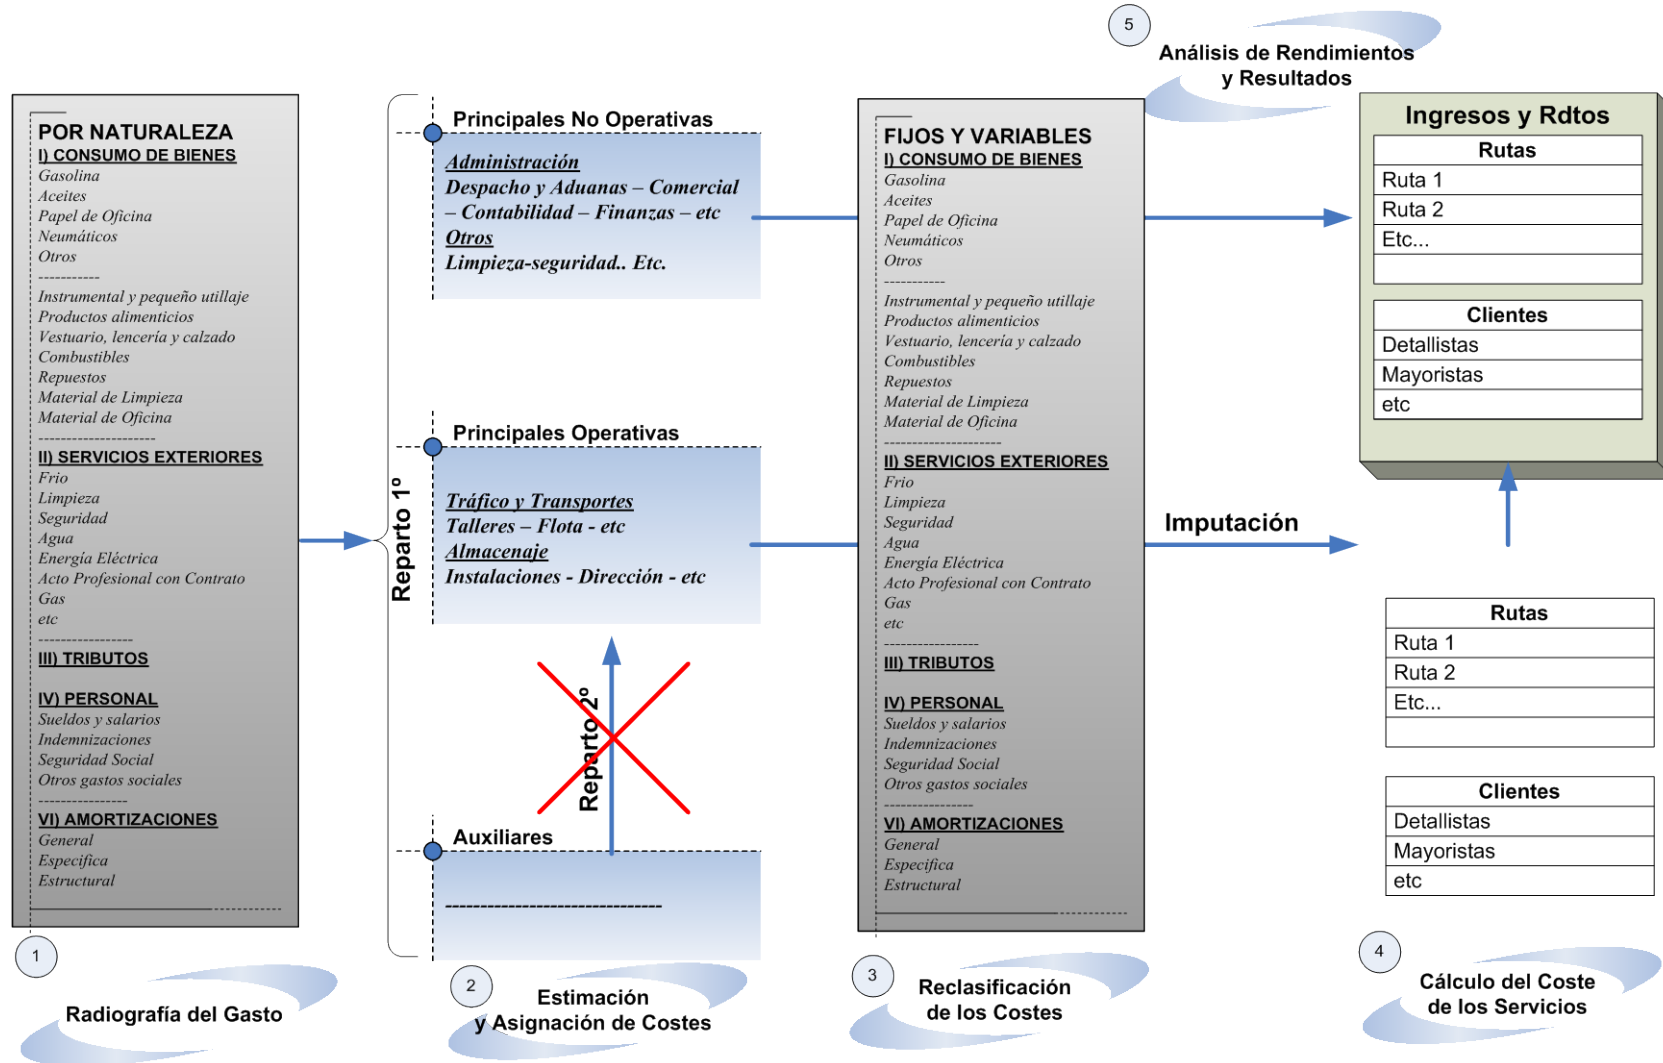 POR NATURALEZA
I) CONSUMO DE BIENES
Gasolina
Aceites
Papel de Oficina
Neumáticos
Otros
-----------
Instrumental y pequeño utillaje
Productos alimenticios
Vestuario, lencería y calzado
Combustibles
Repuestos
Material de Limpieza
Material de Oficina
---------------------
II) SERVICIOS EXTERIORES
Frio
Limpieza
Seguridad
Agua
Energía Eléctrica
Acto Profesional con Contrato
Gas
etc
-----------------
III) TRIBUTOS
IV) PERSONAL
Sueldos y salarios
Indemnizaciones
Seguridad Social
Otros gastos sociales
----------------
VI) AMORTIZACIONES
General
Especifica
Estructural
1
Radiografía del Gasto
Reparto 1º
Principales No Operativas
Administración
Despacho y Aduanas – Comercial
– Contabilidad – Finanzas – etc
Otros
Limpieza-seguridad.. Etc.
Principales Operativas
Tráfico y Transportes
Talleres – Flota - etc
Almacenaje
Instalaciones - Dirección - etc
Reparto 2º
Auxiliares
-------------------------------
2
Estimación
y Asignación de Costes
FIJOS Y VARIABLES
I) CONSUMO DE BIENES
Gasolina
Aceites
Papel de Oficina
Neumáticos
Otros
-----------
Instrumental y pequeño utillaje
Productos alimenticios
Vestuario, lencería y calzado
Combustibles
Repuestos
Material de Limpieza
Material de Oficina
---------------------
II) SERVICIOS EXTERIORES
Frio
Limpieza
Seguridad
Agua
Energía Eléctrica
Acto Profesional con Contrato
Gas
etc
-----------------
III) TRIBUTOS
IV) PERSONAL
Sueldos y salarios
Indemnizaciones
Seguridad Social
Otros gastos sociales
----------------
VI) AMORTIZACIONES
General
Especifica
Estructural
3
Reclasificación
de los Costes
Imputación
5
Análisis de Rendimientos
y Resultados
Ingresos y Rdtos
Rutas
Ruta 1
Ruta 2
Etc...
Clientes
Detallistas
Mayoristas
etc
Rutas
Ruta 1
Ruta 2
Etc...
Clientes
Detallistas
Mayoristas
etc
4
Cálculo del Coste
de los Servicios